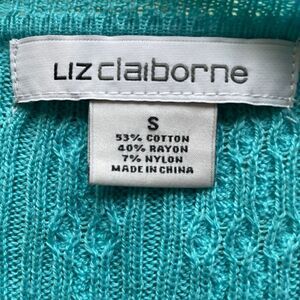 LIZ claiborne
S
53% COTTON
40% RAYON
7% NYLON
MADE IN CHINA